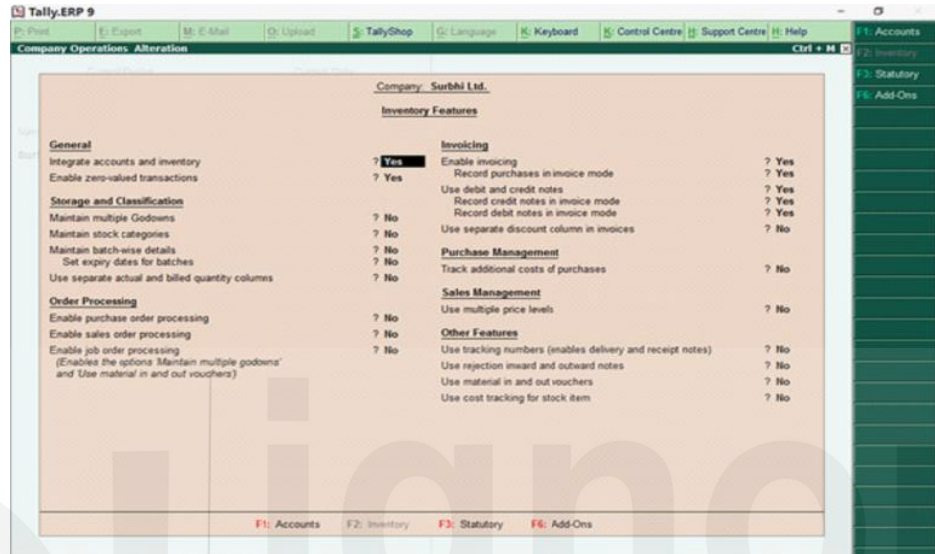 Tally.ERP 9
P: Print E: Export M: E-Mail O: Upload S: TallyShop G: Language K: Keyboard K: Control Centre H: Support Centre H: Help
Company Operations Alteration Ctrl + M
F1: Accounts
F2: Inventory
F3: Statutory
F6: Add-Ons
Company: Surbhi Ltd.
Inventory Features
General
Integrate accounts and inventory ? Yes
Enable zero-valued transactions ? Yes
Storage and Classification
Maintain multiple Godowns ? No
Maintain stock categories ? No
Maintain batch-wise details ? No
Set expiry dates for batches ? No
Use separate actual and billed quantity columns ? No
Order Processing
Enable purchase order processing ? No
Enable sales order processing ? No
Enable job order processing ? No
(Enables the options 'Maintain multiple godowns'
and 'Use material in and out vouchers')
Invoicing
Enable invoicing ? Yes
Record purchases in invoice mode ? Yes
Use debit and credit notes ? Yes
Record credit notes in invoice mode ? Yes
Record debit notes in invoice mode ? Yes
Use separate discount column in invoices ? No
Purchase Management
Track additional costs of purchases ? No
Sales Management
Use multiple price levels ? No
Other Features
Use tracking numbers (enables delivery and receipt notes) ? No
Use rejection inward and outward notes ? No
Use material in and out vouchers ? No
Use cost tracking for stock item ? No
F1: Accounts F2: Inventory F3: Statutory F6: Add-Ons